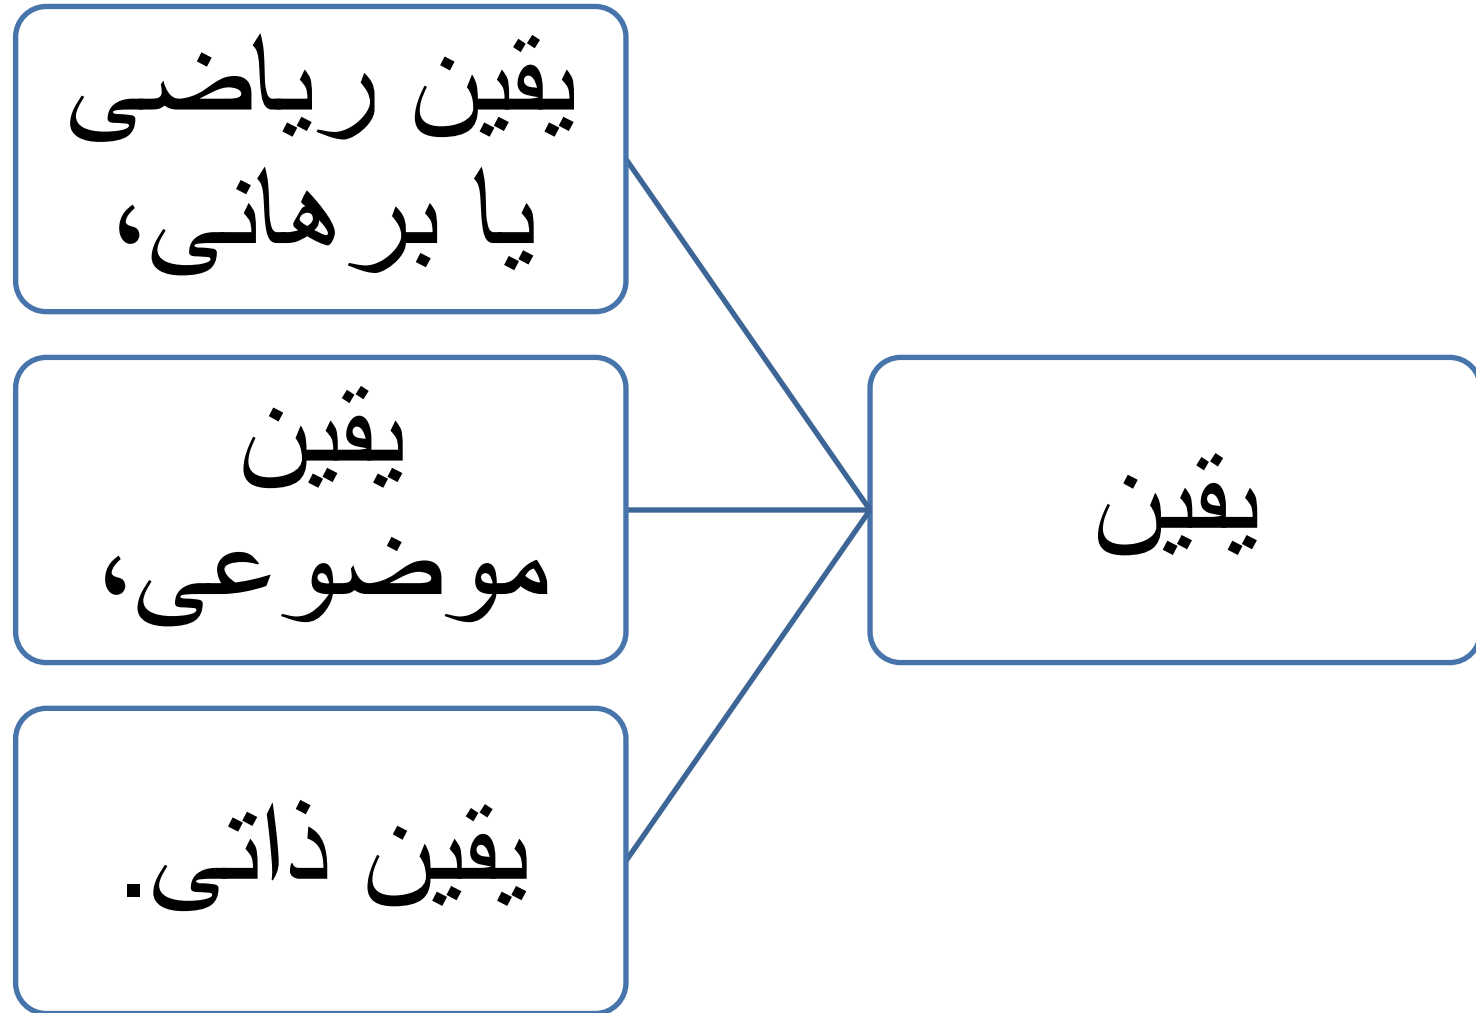 یقین
یقین ریاضی
یا برهانی،
یقین
موضوعی،
یقین ذاتی.